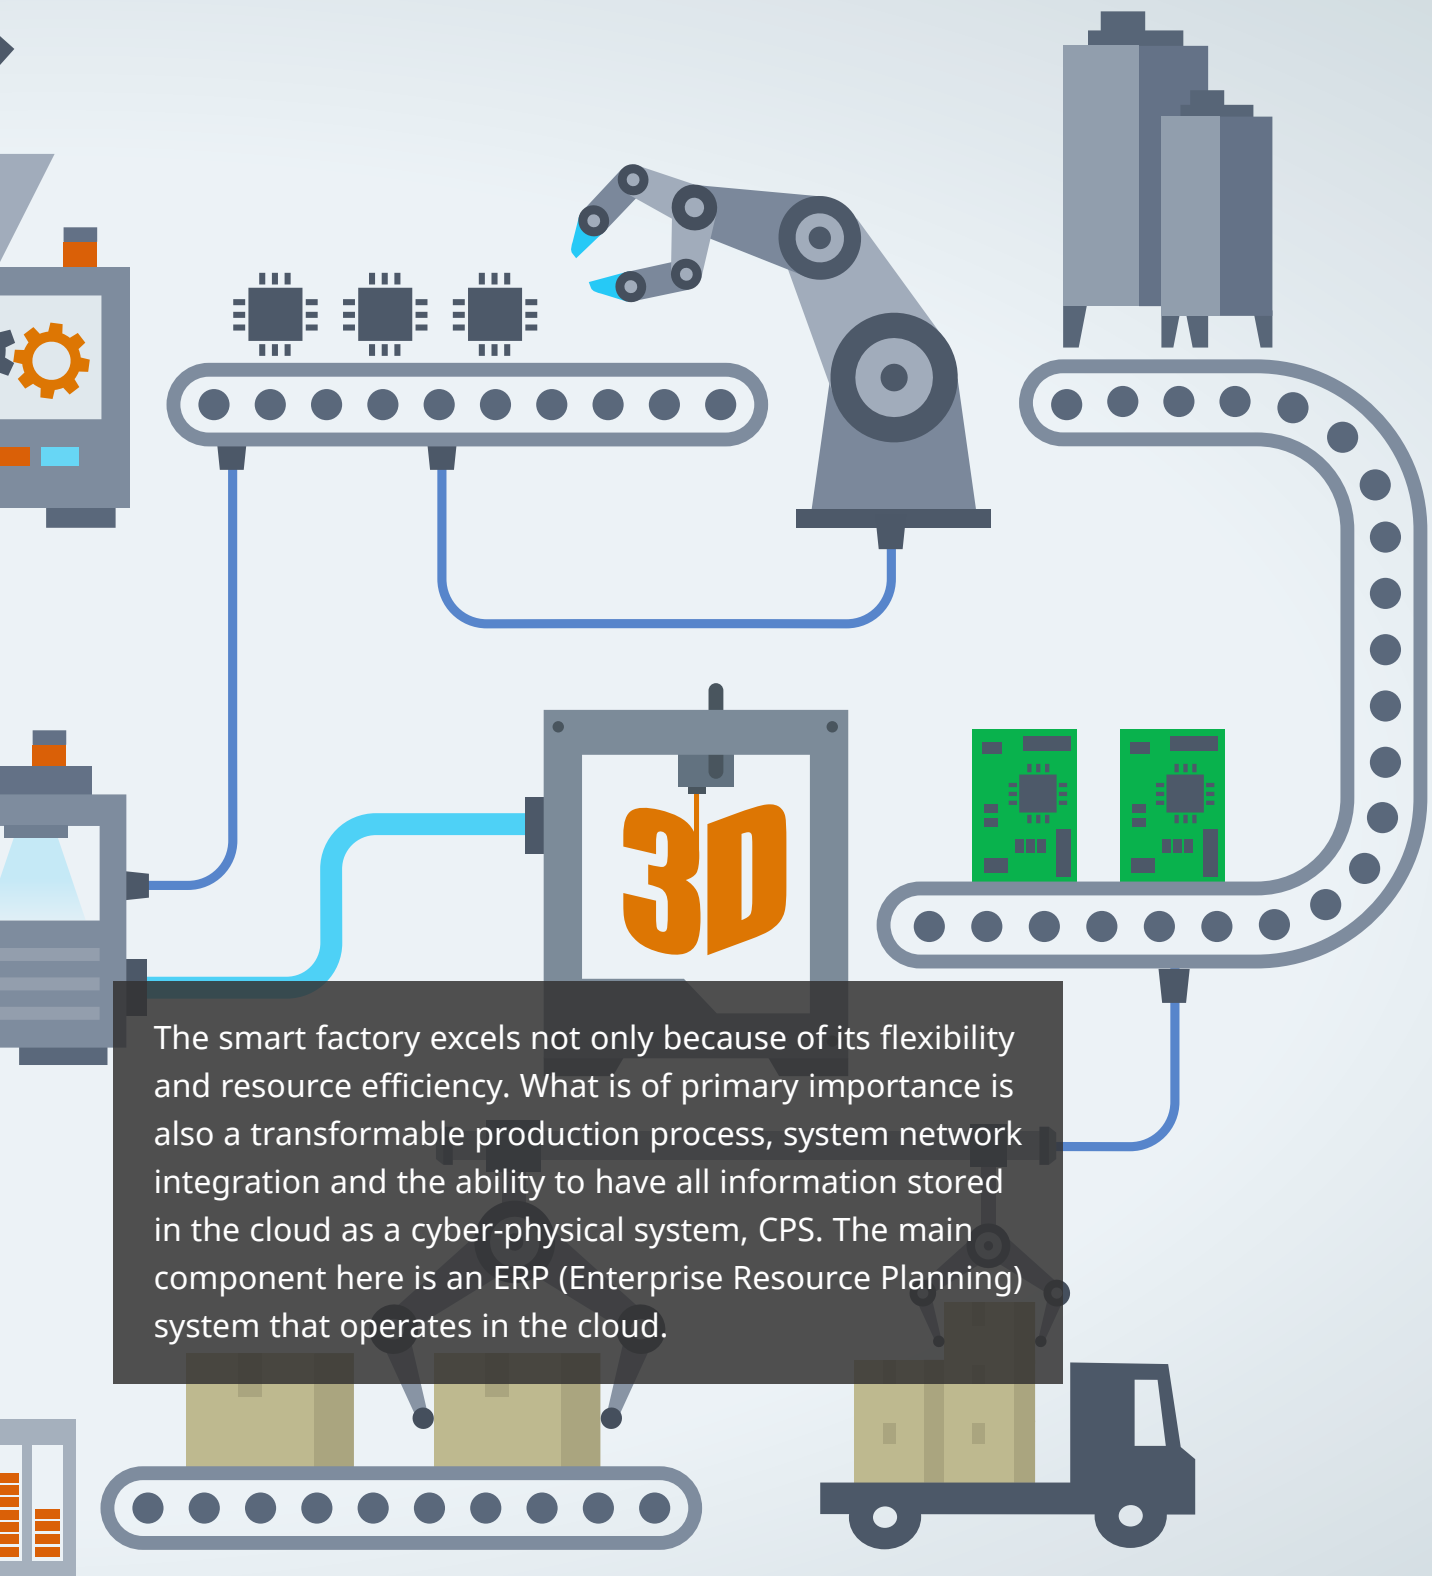 3D
The smart factory excels not only because of its flexibility
and resource efficiency. What is of primary importance is
also a transformable production process, system network
integration and the ability to have all information stored
in the cloud as a cyber-physical system, CPS. The main
component here is an ERP (Enterprise Resource Planning)
system that operates in the cloud.